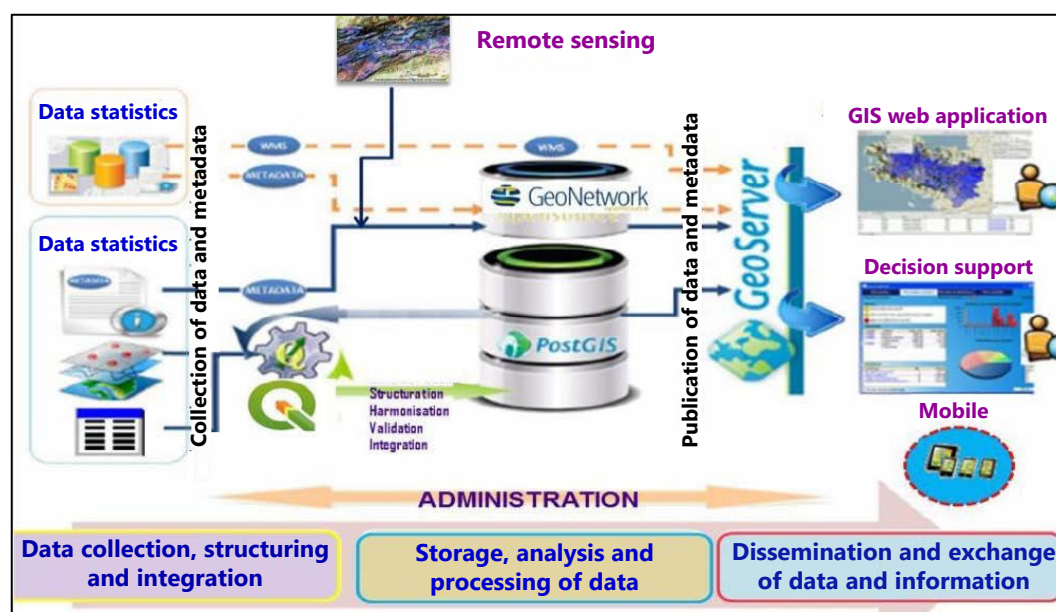 Remote sensing
Data statistics
GIS web application
WMS
WMS
METADATA
GeoNetwork
opensource
Data statistics
Collection of data and metadata
Publication of data and metadata
GeoServer
METADATA
Decision support
PostGIS
Structuration
Harmonisation
Validation
Integration
Mobile
ADMINISTRATION
Data collection, structuring
and integration
Storage, analysis and
processing of data
Dissemination and exchange
of data and information